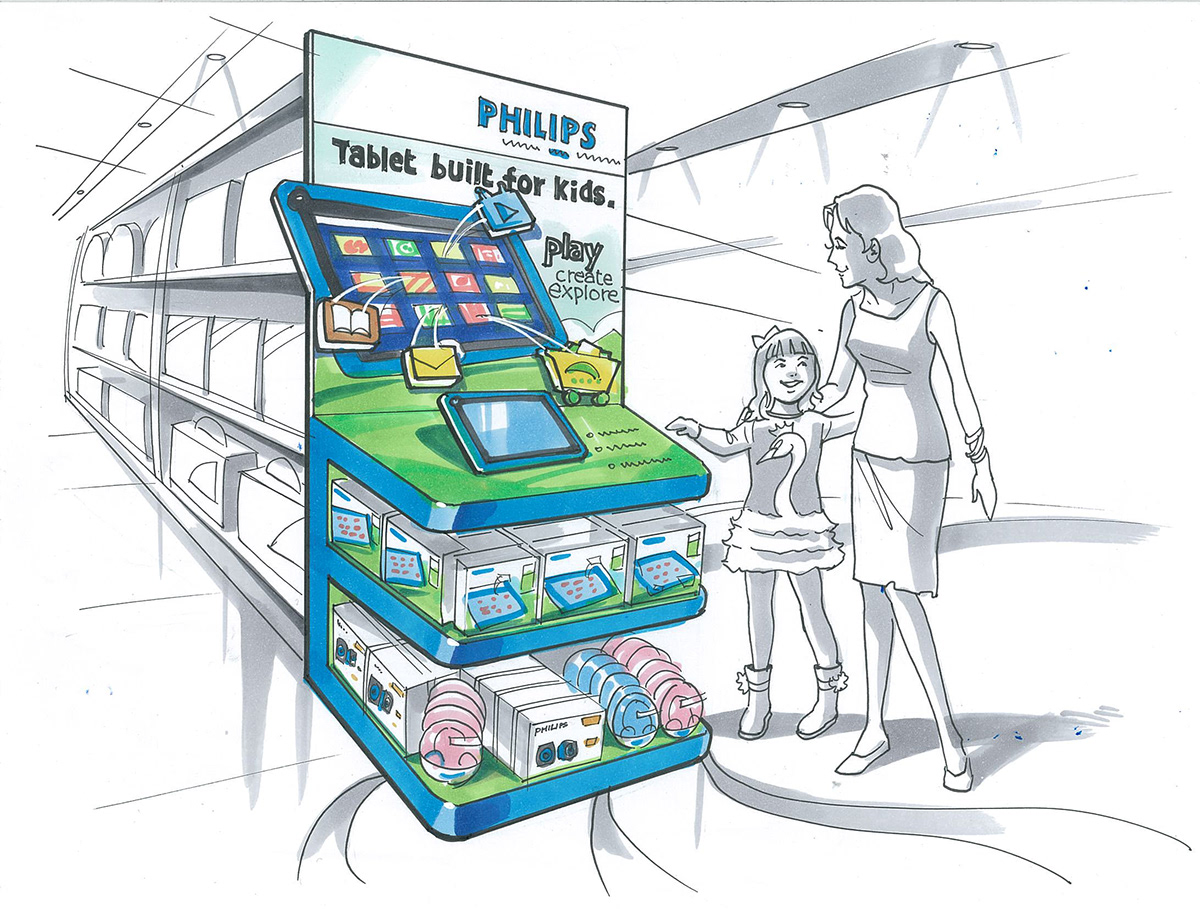 PHILIPS
Tablet built for kids.
play
create
explore
PHILIPS